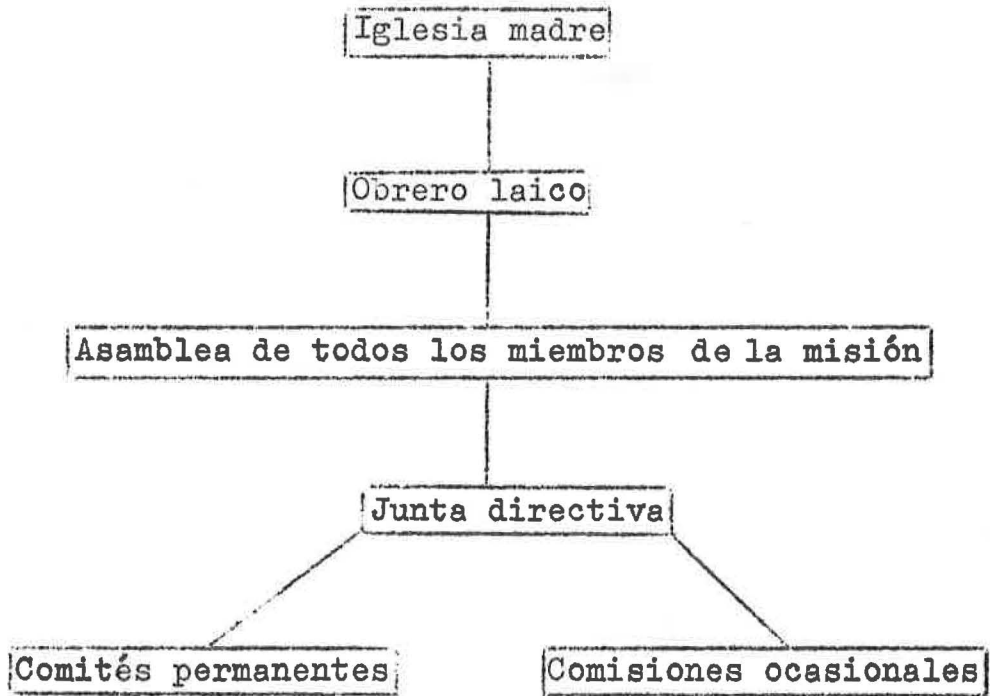 Iglesia madre
Obrero laico
Asamblea de todos los miembros de la misión
Junta directiva
Comités permanentes
Comisiones ocasionales